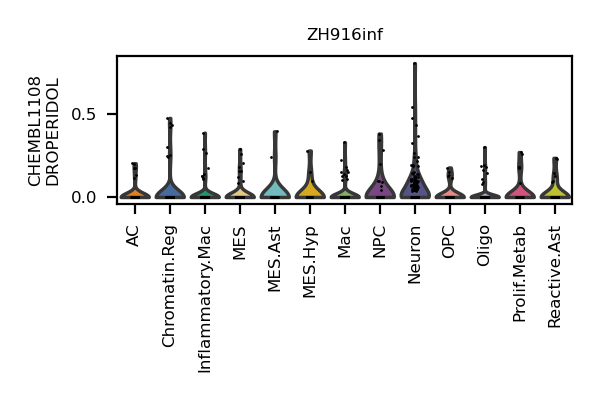 ZH916inf
CHEMBL1108
DROPERIDOL
0.5
0.0
AC
Chromatin.Reg
Inflammatory.Mac
MES
MES.Ast
MES.Hyp
Mac
NPC
Neuron
OPC
Oligo
Prolif.Metab
Reactive.Ast